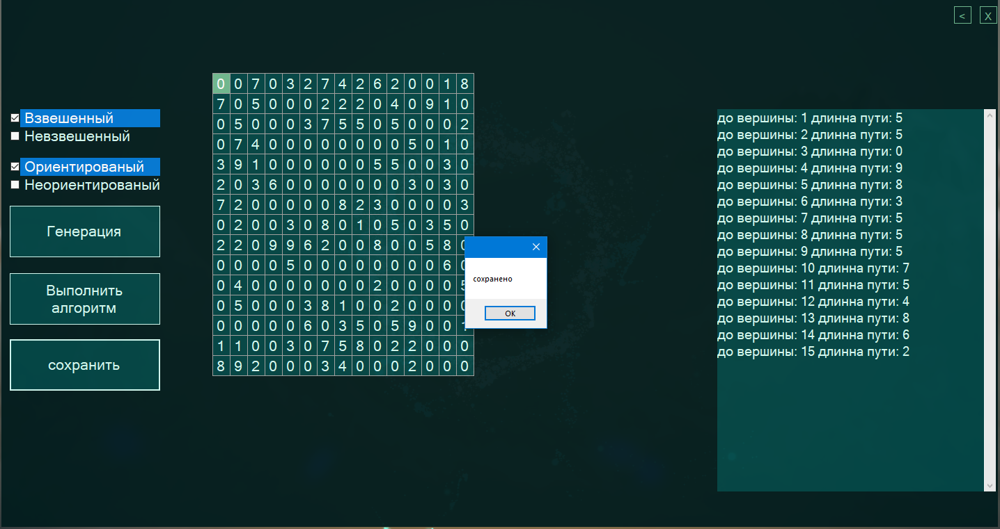 < X
0 0 7 0 3 2 7 4 2 6 2 0 0 1 8
7 0 5 0 0 0 2 2 2 0 4 0 9 1 0
0 5 0 0 0 3 7 5 5 0 5 0 0 0 2
0 7 4 0 0 0 0 0 0 0 0 5 0 1 0
3 9 1 0 0 0 0 0 0 5 5 0 0 3 0
2 0 3 6 0 0 0 0 0 0 0 3 0 3 0
7 2 0 0 0 0 0 8 2 3 0 0 0 0 3
0 2 0 0 3 0 8 0 1 0 5 0 3 5 0
2 2 0 9 9 6 2 0 0 8 0 0 5 8
0 0 0 0 5 0 0 0 0 0 0 0 0 6
0 4 0 0 0 0 0 0 0 2 0 0 0 0
0 5 0 0 0 3 8 1 0 0 2 0 0 0
0 0 0 0 0 6 0 3 5 0 5 9 0 0
1 1 0 0 3 0 7 5 8 0 2 2 0 0 0
8 9 2 0 0 0 3 4 0 0 0 2 0 0 0
Взвешенный
Невзвешенный
Ориентированый
Неориентированый
Генерация
Выполнить
алгоритм
сохранить
сохранено
OK
до вершины: 1 длинна пути: 5
до вершины: 2 длинна пути: 5
до вершины: 3 длинна пути: 0
до вершины: 4 длинна пути: 9
до вершины: 5 длинна пути: 8
до вершины: 6 длинна пути: 3
до вершины: 7 длинна пути: 5
до вершины: 8 длинна пути: 5
до вершины: 9 длинна пути: 5
до вершины: 10 длинна пути: 7
до вершины: 11 длинна пути: 5
до вершины: 12 длинна пути: 4
до вершины: 13 длинна пути: 8
до вершины: 14 длинна пути: 6
до вершины: 15 длинна пути: 2